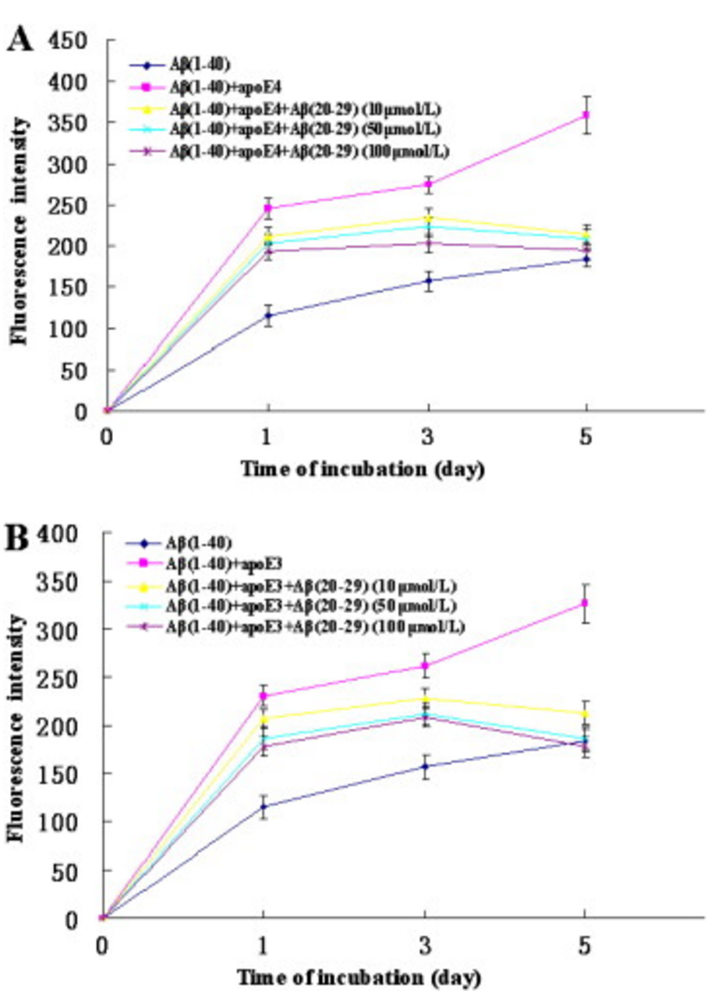 A
450
400
350
300
250
200
150
100
50
0
Fluorescence intensity
Aβ(1-40)
Aβ(1-40)+apoE4
Aβ(1-40)+apoE4+Aβ(20-29) (10μmol/L)
Aβ(1-40)+apoE4+Aβ(20-29) (50μmol/L)
Aβ(1-40)+apoE4+Aβ(20-29) (100μmol/L)
0 1 3 5
Time of incubation (day)
B
400
350
300
250
200
150
100
50
0
Fluorescence intensity
Aβ(1-40)
Aβ(1-40)+apoE3
Aβ(1-40)+apoE3+Aβ(20-29) (10μmol/L)
Aβ(1-40)+apoE3+Aβ(20-29) (50μmol/L)
Aβ(1-40)+apoE3+Aβ(20-29) (100μmol/L)
0 1 3 5
Time of incubation (day)